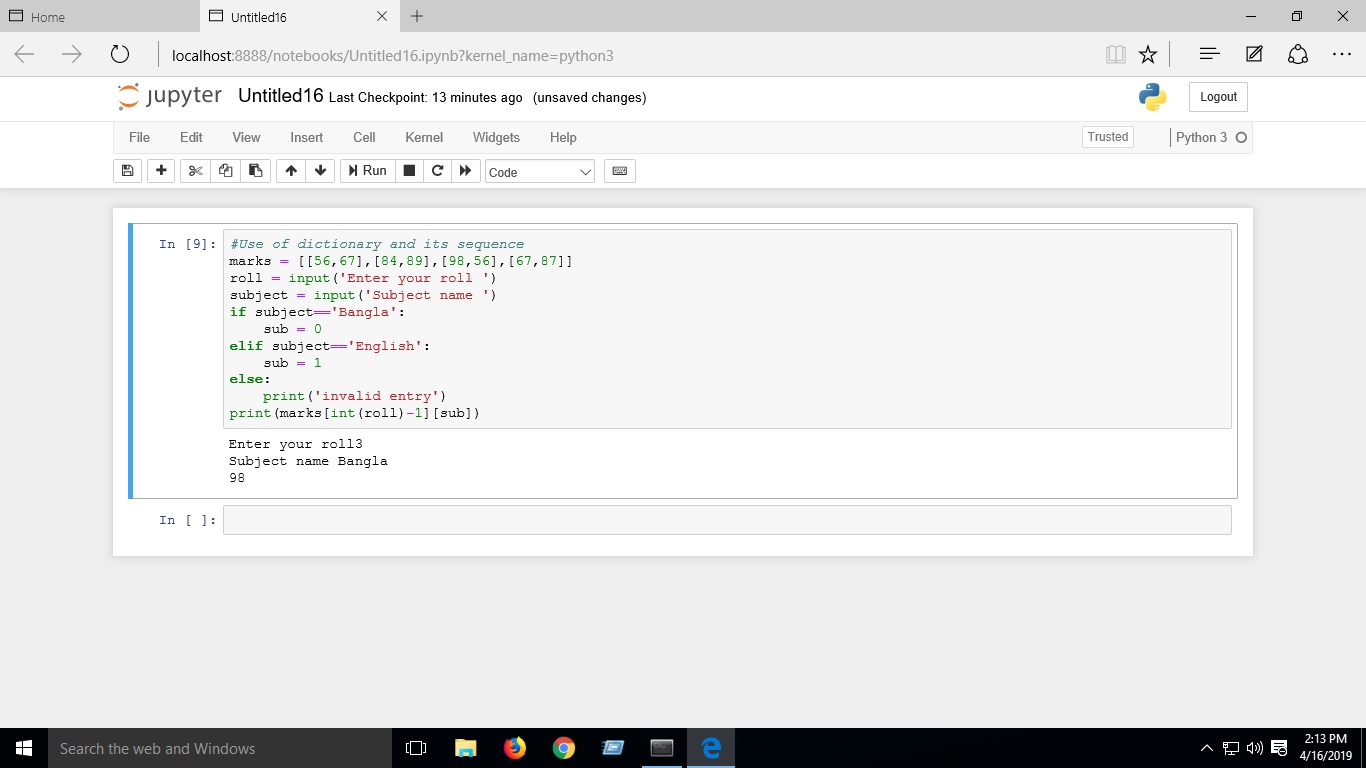 Home
Untitled16
localhost:8888/notebooks/Untitled16.ipynb?kernel_name=python3
jupyter Untitled16 Last Checkpoint: 13 minutes ago (unsaved changes)
Logout
File Edit View Insert Cell Kernel Widgets Help
Trusted
Python 3
Run
Code
In [9]:
#Use of dictionary and its sequence
marks = [[56,67],[84,89],[98,56],[67,87]]
roll = input('Enter your roll ')
subject = input('Subject name ')
if subject=='Bangla':
    sub = 0
elif subject=='English':
    sub = 1
else:
    print('invalid entry')
print(marks[int(roll)-1][sub])
Enter your roll3
Subject name Bangla
98
In [ ]:
Search the web and Windows
2:13 PM
4/16/2019